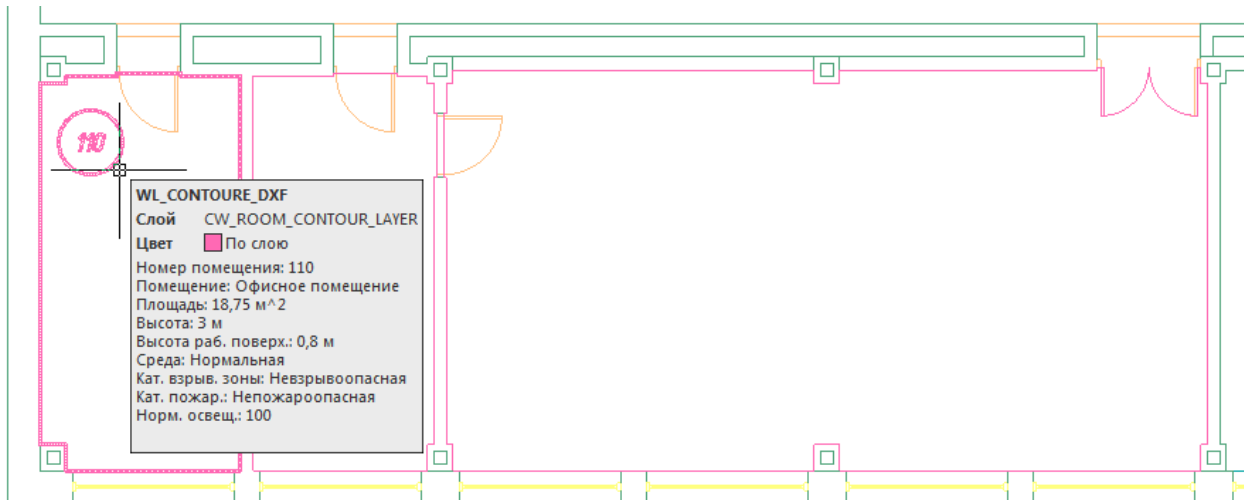 110
WL_CONTOURE_DXF
Слой CW_ROOM_CONTOUR_LAYER
Цвет По слою
Номер помещения: 110
Помещение: Офисное помещение
Площадь: 18,75 м^2
Высота: 3 м
Высота раб. поверх.: 0,8 м
Среда: Нормальная
Кат. взрыв. зоны: Невзрывоопасная
Кат. пожар.: Непожароопасная
Норм. освещ.: 100